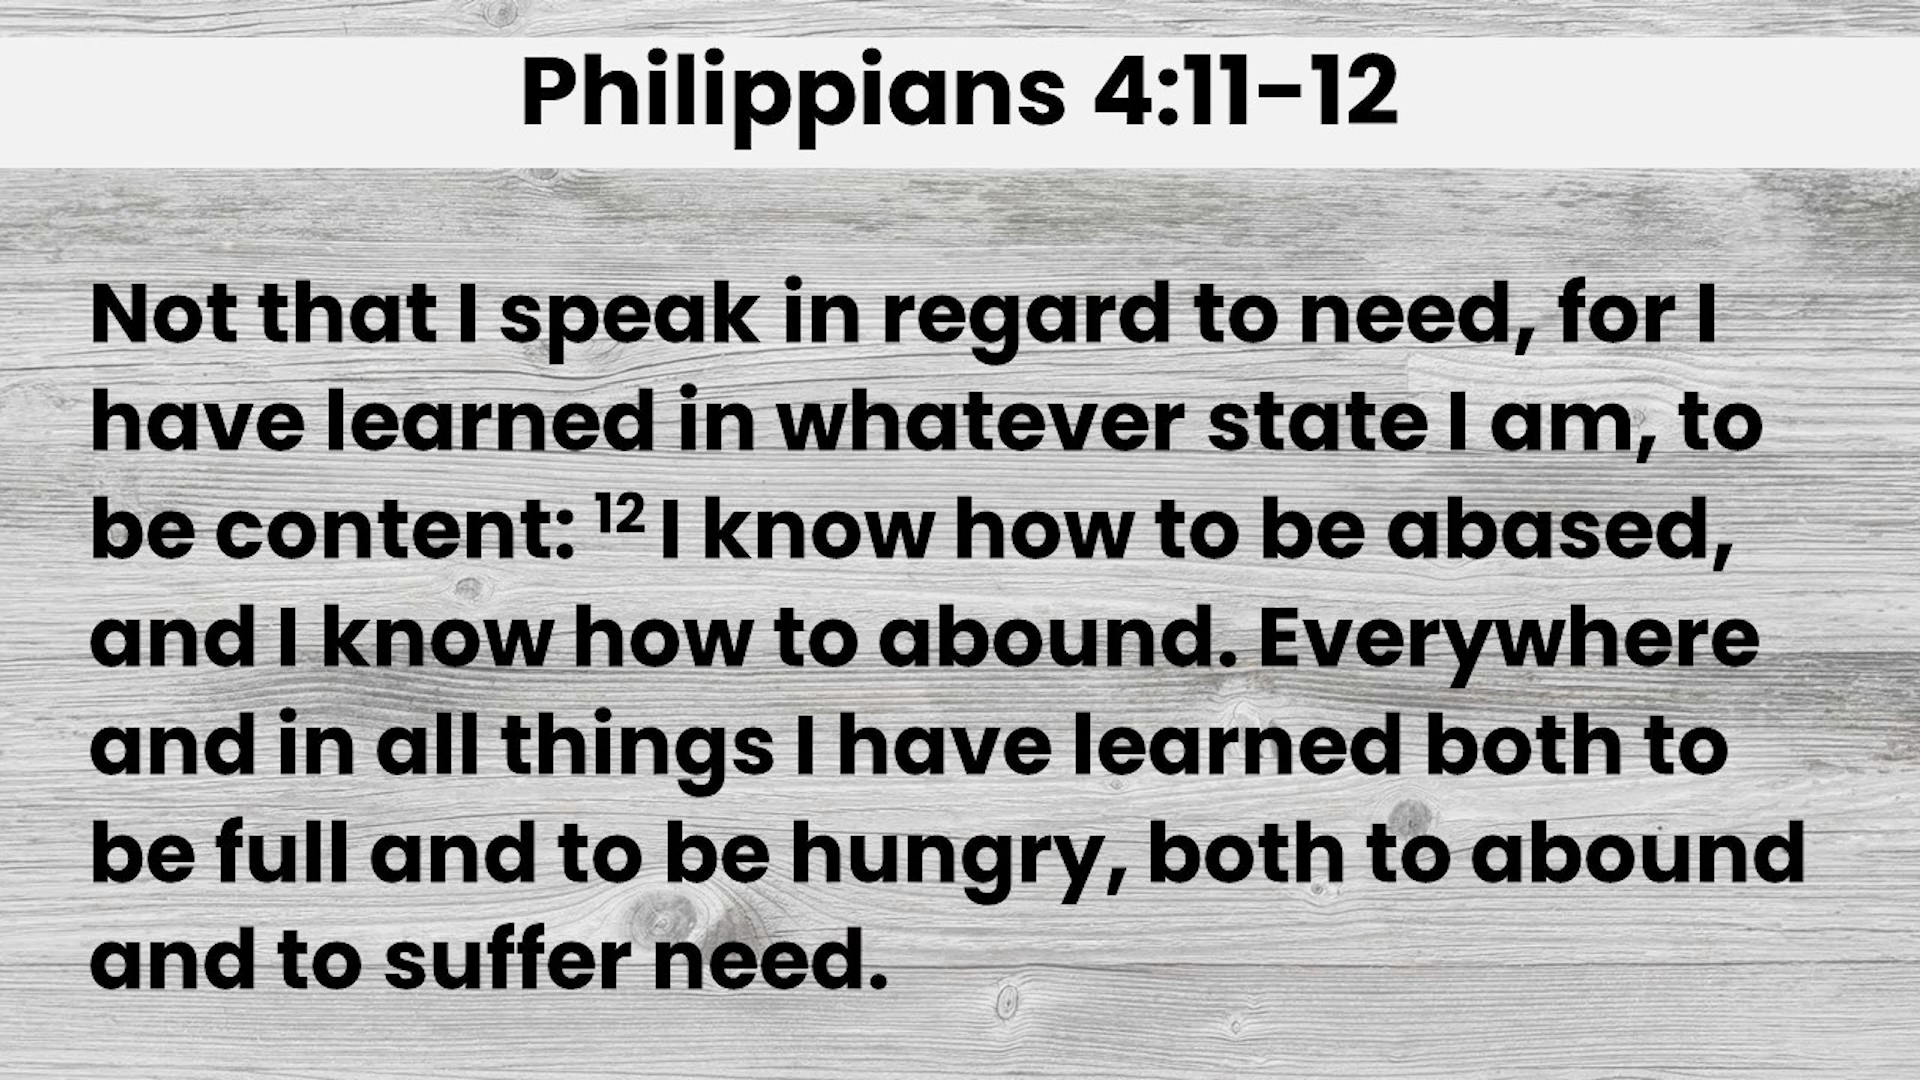 Philippians 4:11-12
Not that I speak in regard to need, for I
have learned in whatever state I am, to
be content: 12 I know how to be abased,
and I know how to abound. Everywhere
and in all things I have learned both to
be full and to be hungry, both to abound
and to suffer need.